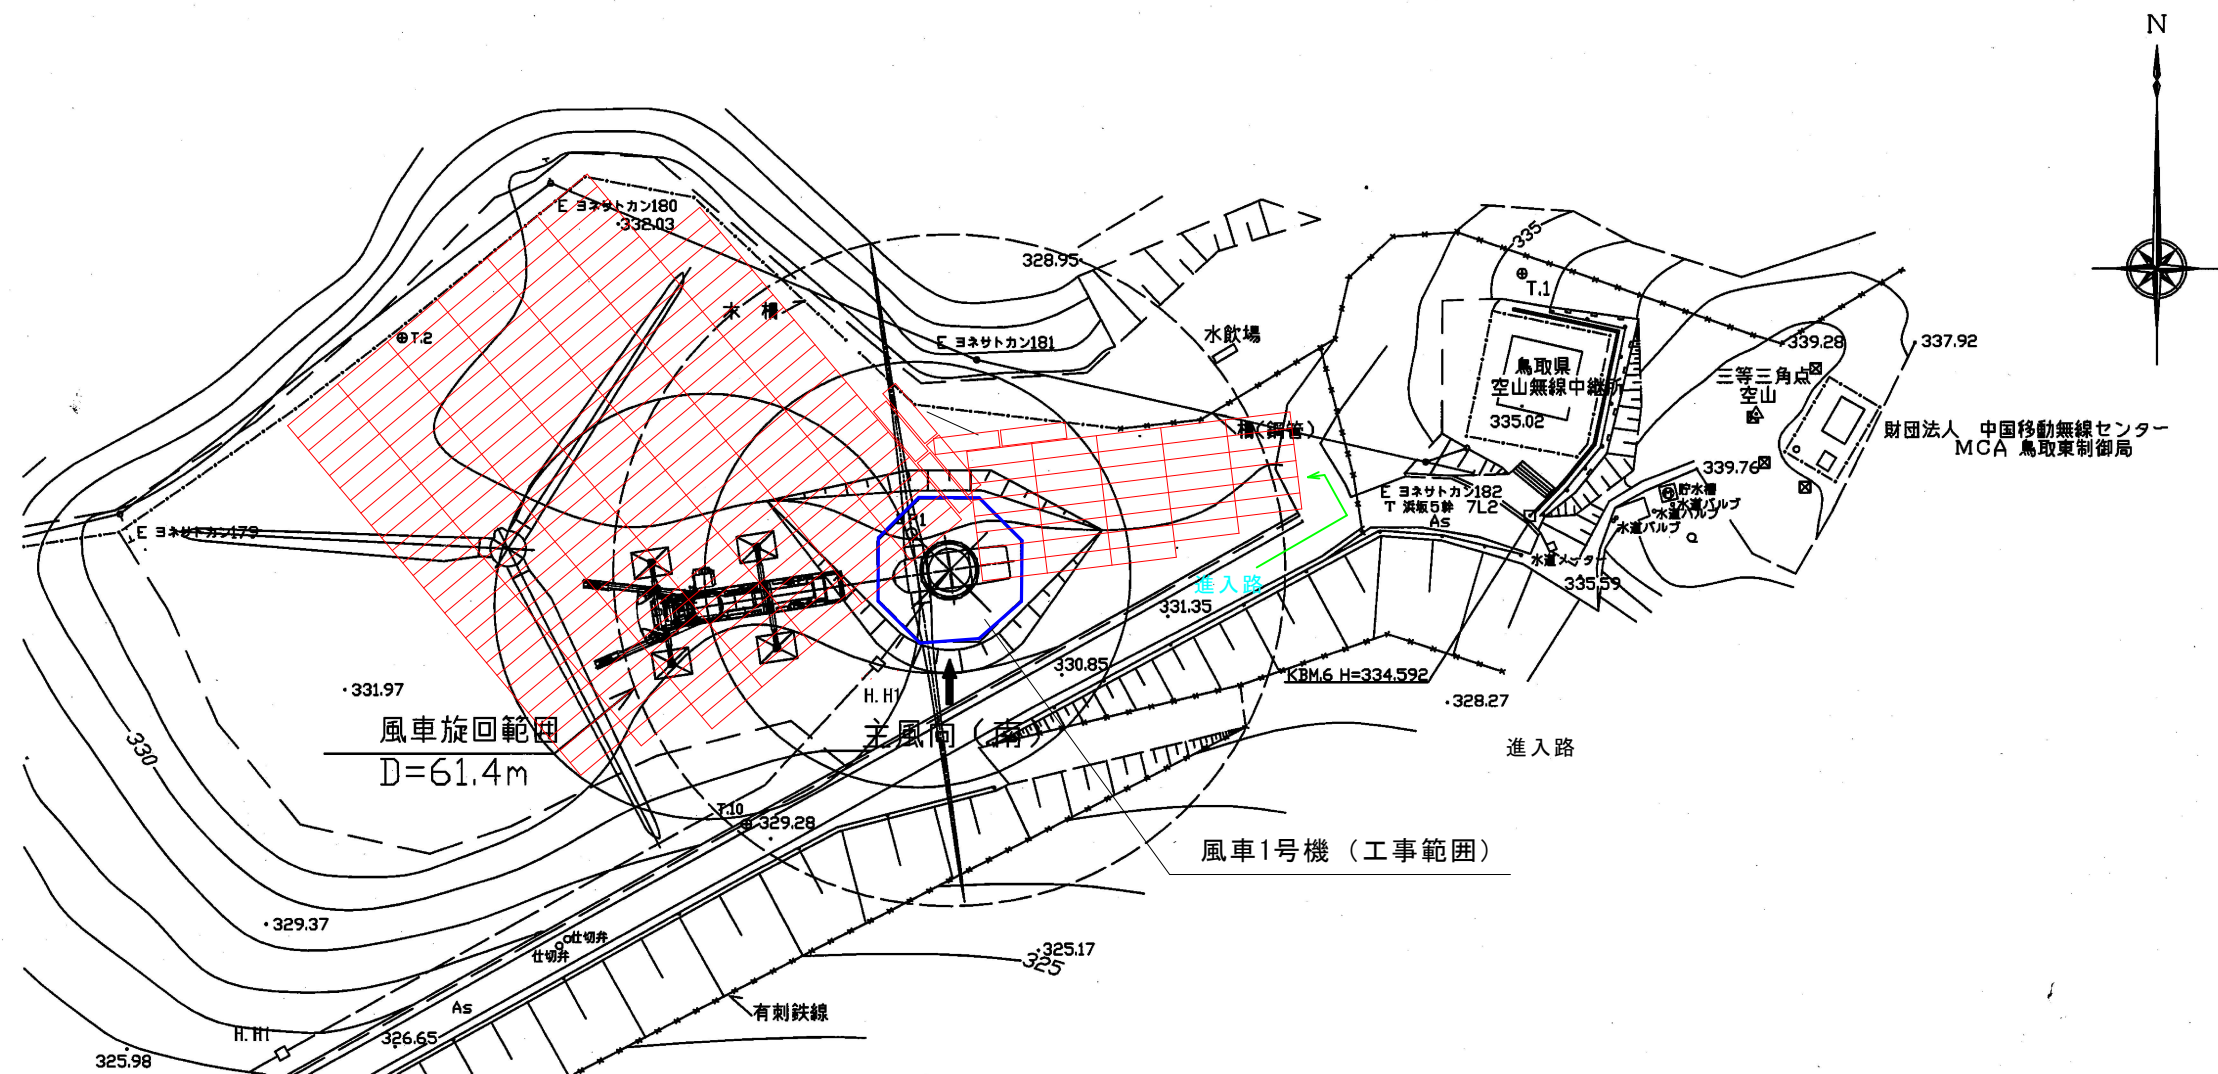 N
E ヨネサトカン180
332.03
335
328.95
T.1
水槽
T.2
E ヨネサトカン181
水飲場
339.28
337.92
鳥取県
空山無線中継所
三等三角点
空山
335.02
柵(鋼管)
財団法人 中国移動無線センター
MCA 鳥取東制御局
339.76
E ヨネサトカン182
T 浜坂5幹 7L2
As
貯水槽
水道バルブ
水道バルブ
水道バルブ
E ヨネサトカン179
水道メーター
335.59
進入路
331.35
330.85
KBM.6 H=334.592
331.97
H.H1
328.27
330
風車旋回範囲
D=61.4m
主風向(南)
進入路
T.10
329.28
風車1号機(工事範囲)
329.37
仕切弁
仕切弁
325.17
325
As
有刺鉄線
H.H1
326.65
325.98